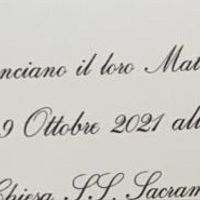 nciano il loro Mat
9 Ottobre 2021 all
Chiesa S.S. Sacram